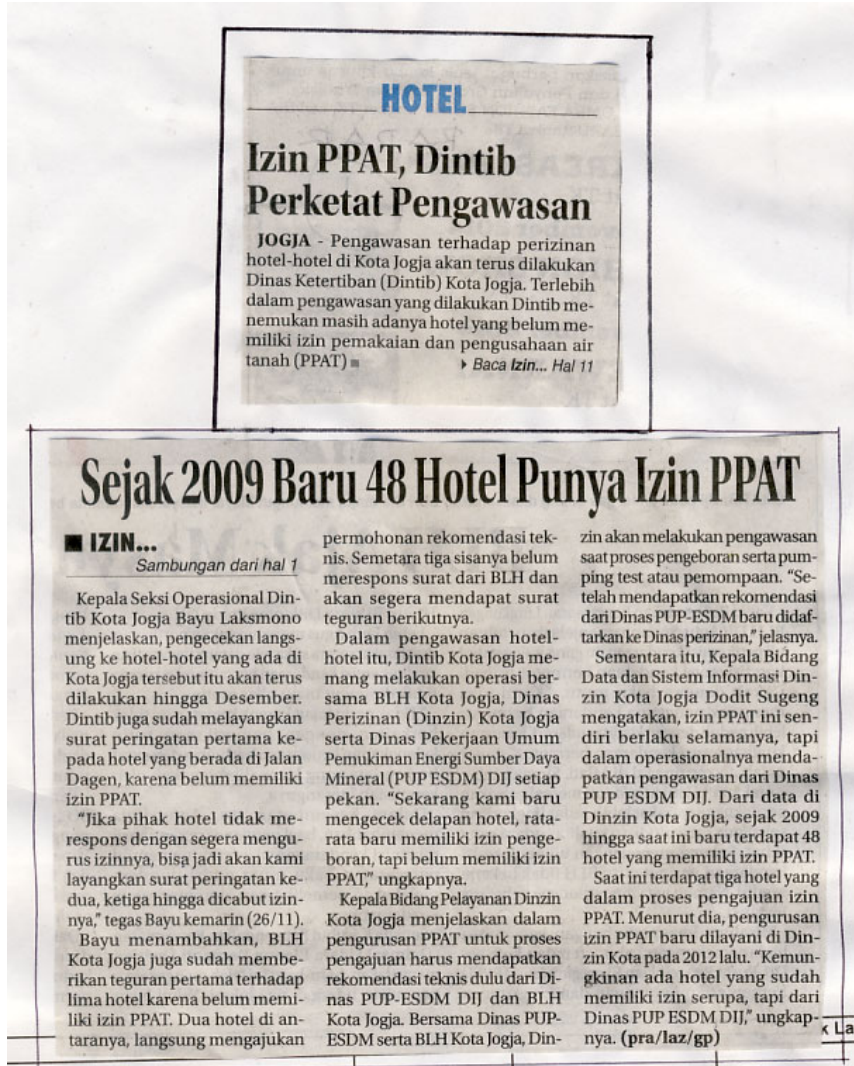 HOTEL
Izin PPAT, Dintib
Perketat Pengawasan
JOGJA - Pengawasan terhadap perizinan
hotel-hotel di Kota Jogja akan terus dilakukan
Dinas Ketertiban (Dintib) Kota Jogja. Terlebih
dalam pengawasan yang dilakukan Dintib me-
nemukan masih adanya hotel yang belum me-
miliki izin pemakaian dan pengusahaan air
tanah (PPAT) ■
▸ Baca Izin... Hal 11
Sejak 2009 Baru 48 Hotel Punya Izin PPAT
■ IZIN...
Sambungan dari hal 1
Kepala Seksi Operasional Din-
tib Kota Jogja Bayu Laksmono
menjelaskan, pengecekan langs-
ung ke hotel-hotel yang ada di
Kota Jogja tersebut itu akan terus
dilakukan hingga Desember.
Dintib juga sudah melayangkan
surat peringatan pertama ke-
pada hotel yang berada di Jalan
Dagen, karena belum memiliki
izin PPAT.
"Jika pihak hotel tidak me-
respons dengan segera mengu-
rus izinnya, bisa jadi akan kami
layangkan surat peringatan ke-
dua, ketiga hingga dicabut izin-
nya," tegas Bayu kemarin (26/11).
Bayu menambahkan, BLH
Kota Jogja juga sudah membe-
rikan teguran pertama terhadap
lima hotel karena belum memi-
liki izin PPAT. Dua hotel di an-
taranya, langsung mengajukan
permohonan rekomendasi tek-
nis. Semetara tiga sisanya belum
merespons surat dari BLH dan
akan segera mendapat surat
teguran berikutnya.
Dalam pengawasan hotel-
hotel itu, Dintib Kota Jogja me-
mang melakukan operasi ber-
sama BLH Kota Jogja, Dinas
Perizinan (Dinzin) Kota Jogja
serta Dinas Pekerjaan Umum
Pemukiman Energi Sumber Daya
Mineral (PUP ESDM) DIJ setiap
pekan. "Sekarang kami baru
mengecek delapan hotel, rata-
rata baru memiliki izin penge-
boran, tapi belum memiliki izin
PPAT," ungkapnya.
Kepala Bidang Pelayanan Dinzin
Kota Jogja menjelaskan dalam
pengurusan PPAT untuk proses
pengajuan harus mendapatkan
rekomendasi teknis dulu dari Di-
nas PUP-ESDM DIJ dan BLH
Kota Jogja. Bersama Dinas PUP-
ESDM serta BLH Kota Jogja, Din-
zin akan melakukan pengawasan
saat proses pengeboran serta pum-
ping test atau pemompaan. "Se-
telah mendapatkan rekomendasi
dari Dinas PUP-ESDM baru didaf-
tarkan ke Dinas perizinan," jelasnya.
Sementara itu, Kepala Bidang
Data dan Sistem Informasi Din-
zin Kota Jogja Dodit Sugeng
mengatakan, izin PPAT ini sen-
diri berlaku selamanya, tapi
dalam operasionalnya menda-
patkan pengawasan dari Dinas
PUP ESDM DIJ. Dari data di
Dinzin Kota Jogja, sejak 2009
hingga saat ini baru terdapat 48
hotel yang memiliki izin PPAT.
Saat ini terdapat tiga hotel yang
dalam proses pengajuan izin
PPAT. Menurut dia, pengurusan
izin PPAT baru dilayani di Din-
zin Kota pada 2012 lalu. "Kemun-
gkinan ada hotel yang sudah
memiliki izin serupa, tapi dari
Dinas PUP ESDM DIJ," ungkap-
nya. (pra/laz/gp)
k La